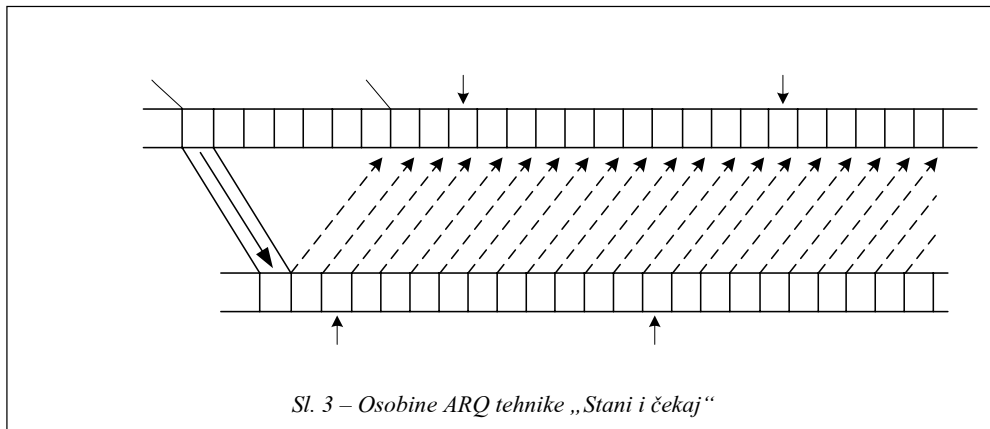 Sl. 3 – Osobine ARQ tehnike „Stani i čekaj“